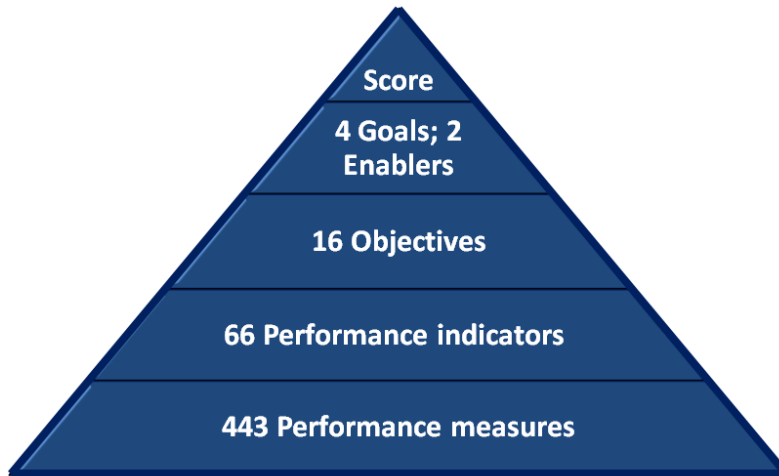 Score
4 Goals; 2
Enablers
16 Objectives
66 Performance indicators
443 Performance measures